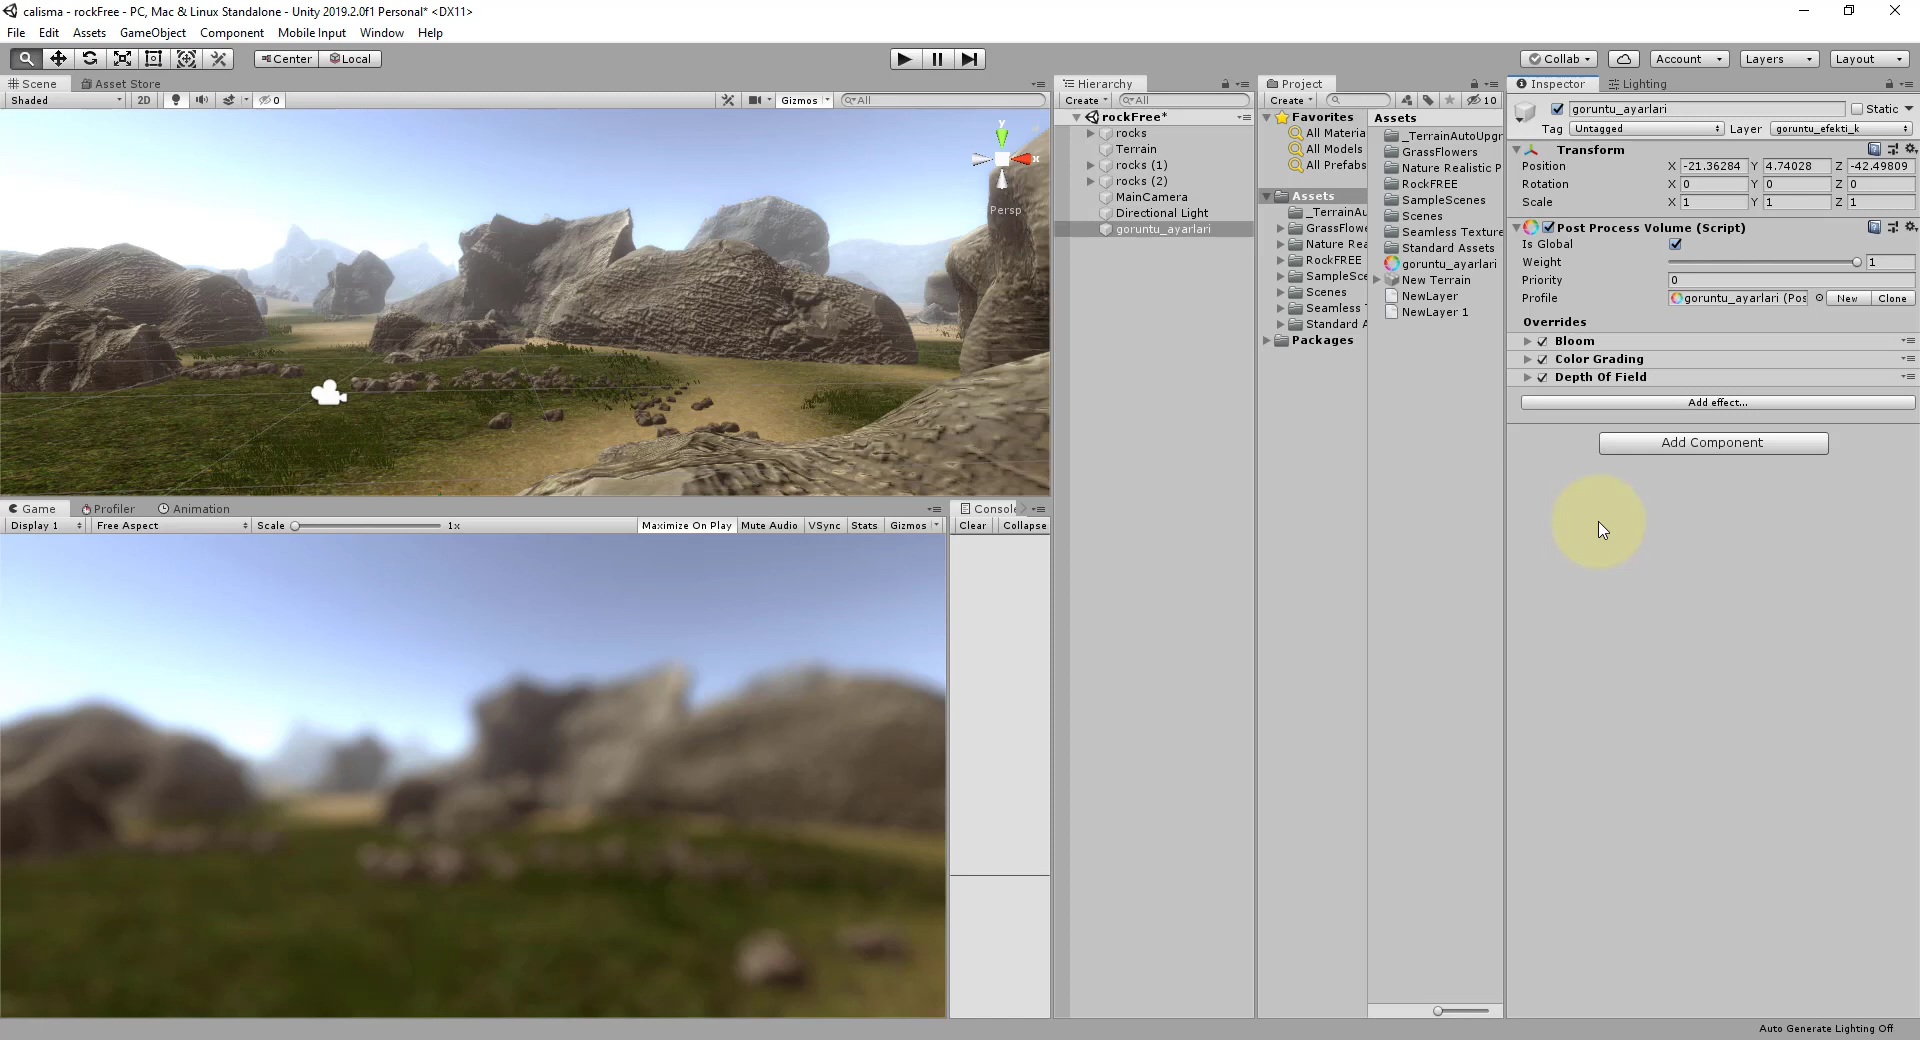 calisma - rockFree - PC, Mac & Linux Standalone - Unity 2019.2.0f1 Personal* <DX11>
File Edit Assets GameObject Component Mobile Input Window Help
Center Local
Collab Account Layers Layout
Scene Asset Store
Shaded 2D 0 Gizmos All
y
x
Persp
Game Profiler Animation
Display 1 Free Aspect Scale 1x Maximize On Play Mute Audio VSync Stats Gizmos
Console
Clear Collapse
Hierarchy
Create All
rockFree*
rocks
Terrain
rocks (1)
rocks (2)
MainCamera
Directional Light
goruntu_ayarlari
Project
Create 10
Favorites
All Materia
All Models
All Prefabs
Assets
_TerrainAu
GrassFlowe
Nature Rea
RockFREE
SampleSce
Scenes
Seamless T
Standard A
Packages
Assets
_TerrainAutoUpgr
GrassFlowers
Nature Realistic P
RockFREE
SampleScenes
Scenes
Seamless Texture
Standard Assets
goruntu_ayarlari
New Terrain
NewLayer
NewLayer 1
Inspector Lighting
goruntu_ayarlari Static
Tag Untagged Layer goruntu_efekti_k
Transform
Position X -21.36284 Y 4.74028 Z -42.49809
Rotation X 0 Y 0 Z 0
Scale X 1 Y 1 Z 1
Post Process Volume (Script)
Is Global
Weight 1
Priority 0
Profile goruntu_ayarlari (Pos New Clone
Overrides
Bloom
Color Grading
Depth Of Field
Add effect...
Add Component
Auto Generate Lighting Off